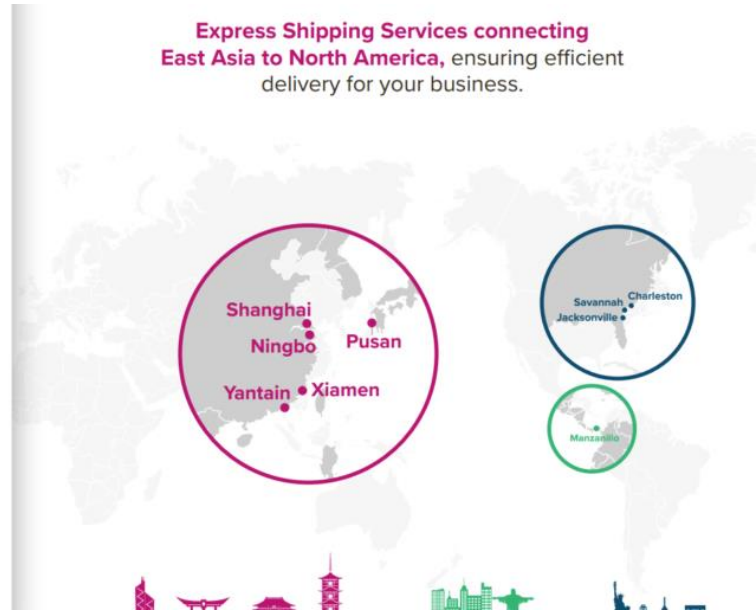 Express Shipping Services connecting
East Asia to North America, ensuring efficient
delivery for your business.
Shanghai
Ningbo
Pusan
Yantain
Xiamen
Charleston
Savannah
Jacksonville
Manzanillo